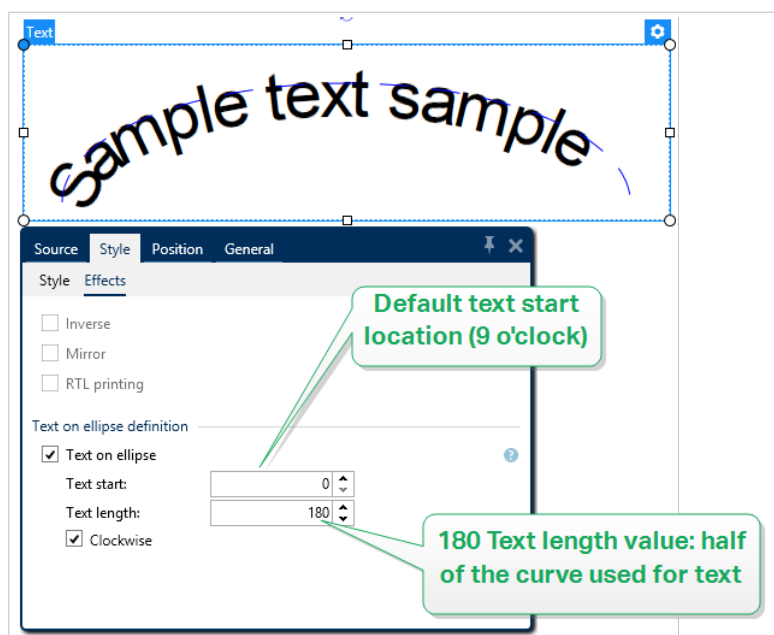 Text
Sample text sample
Source Style Position General
Style Effects
Default text start
location (9 o'clock)
Inverse
Mirror
RTL printing
Text on ellipse definition
Text on ellipse
?
Text start: 0
Text length: 180
Clockwise
180 Text length value: half
of the curve used for text